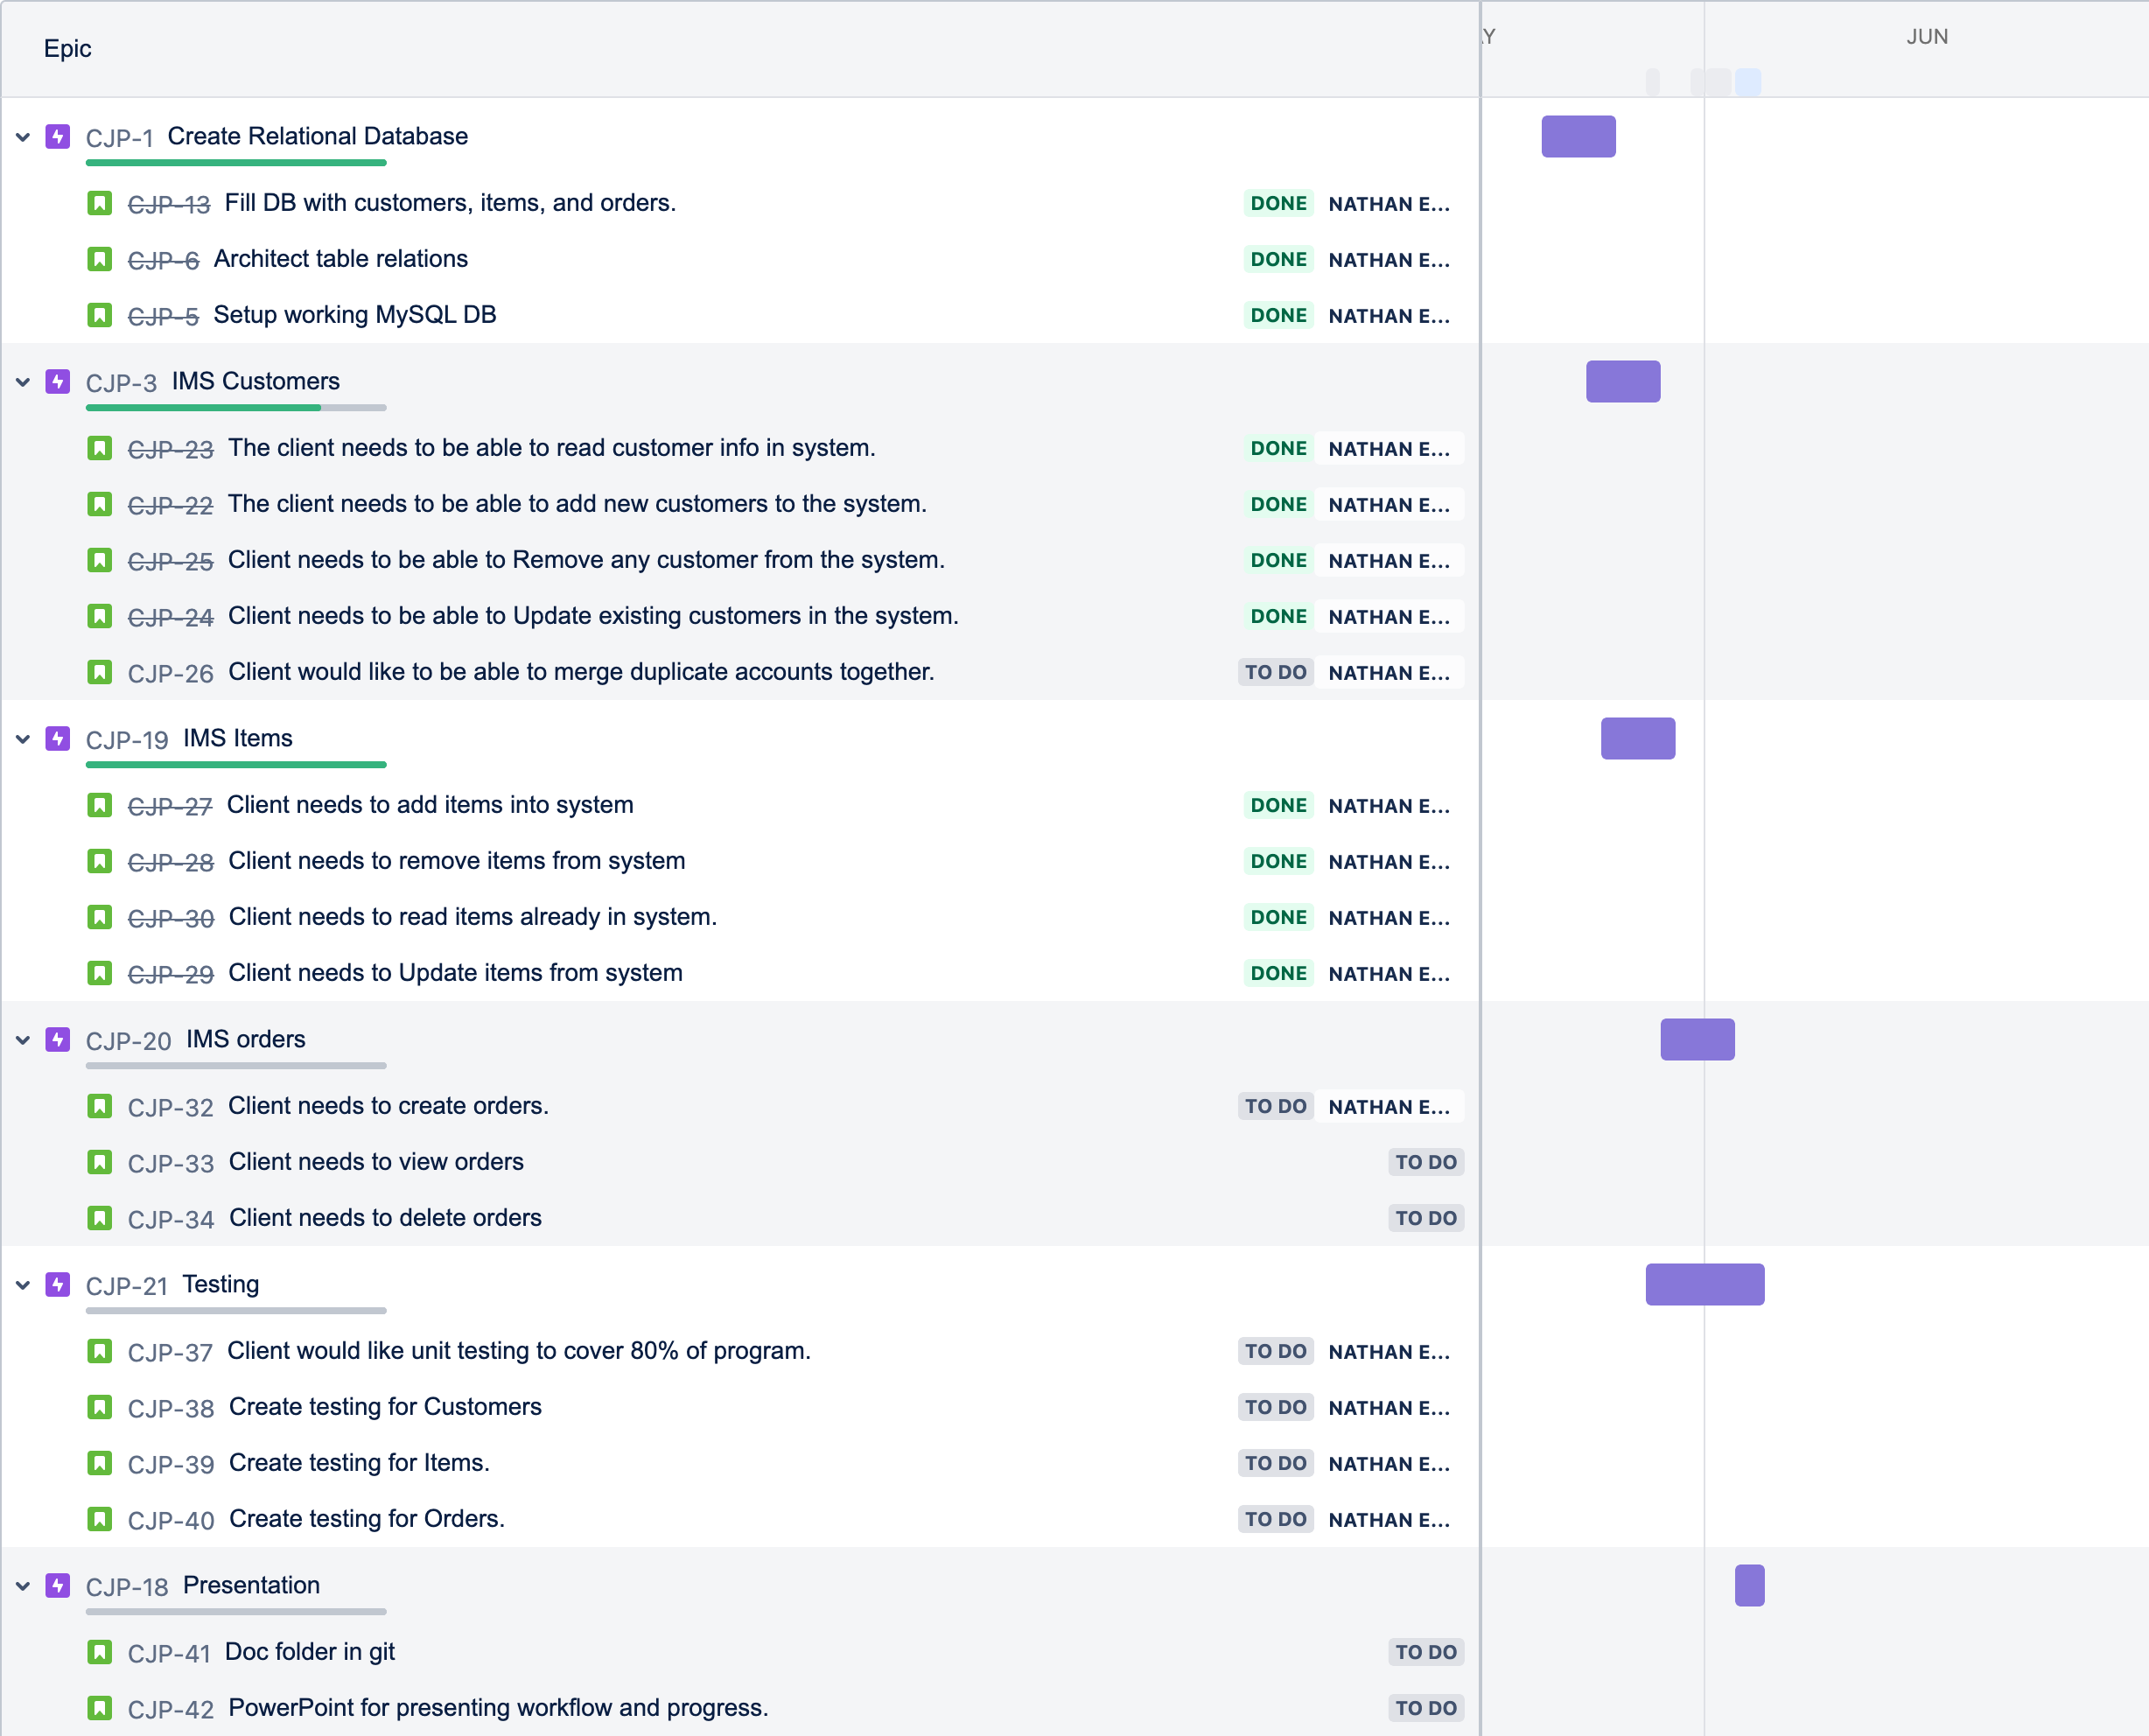 Epic
AY
JUN
CJP-1 Create Relational Database
CJP-13 Fill DB with customers, items, and orders. DONE NATHAN E...
CJP-6 Architect table relations DONE NATHAN E...
CJP-5 Setup working MySQL DB DONE NATHAN E...
CJP-3 IMS Customers
CJP-23 The client needs to be able to read customer info in system. DONE NATHAN E...
CJP-22 The client needs to be able to add new customers to the system. DONE NATHAN E...
CJP-25 Client needs to be able to Remove any customer from the system. DONE NATHAN E...
CJP-24 Client needs to be able to Update existing customers in the system. DONE NATHAN E...
CJP-26 Client would like to be able to merge duplicate accounts together. TO DO NATHAN E...
CJP-19 IMS Items
CJP-27 Client needs to add items into system DONE NATHAN E...
CJP-28 Client needs to remove items from system DONE NATHAN E...
CJP-30 Client needs to read items already in system. DONE NATHAN E...
CJP-29 Client needs to Update items from system DONE NATHAN E...
CJP-20 IMS orders
CJP-32 Client needs to create orders. TO DO NATHAN E...
CJP-33 Client needs to view orders TO DO
CJP-34 Client needs to delete orders TO DO
CJP-21 Testing
CJP-37 Client would like unit testing to cover 80% of program. TO DO NATHAN E...
CJP-38 Create testing for Customers TO DO NATHAN E...
CJP-39 Create testing for Items. TO DO NATHAN E...
CJP-40 Create testing for Orders. TO DO NATHAN E...
CJP-18 Presentation
CJP-41 Doc folder in git TO DO
CJP-42 PowerPoint for presenting workflow and progress. TO DO